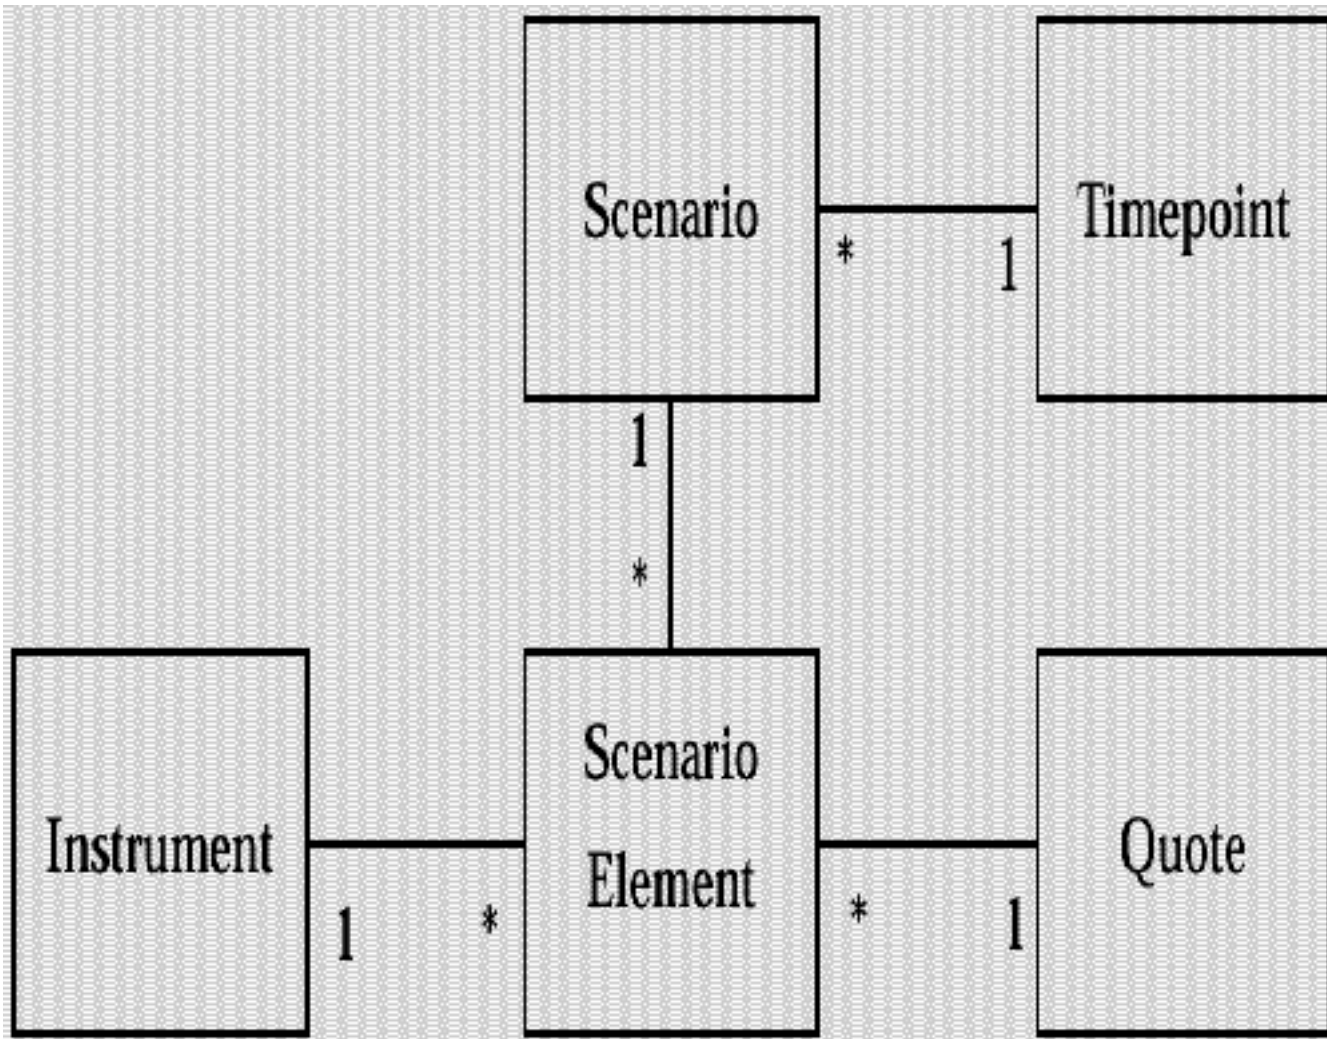 Scenario
Timepoint
* 1
1
*
Scenario
Element
Instrument
Quote
1 * * 1